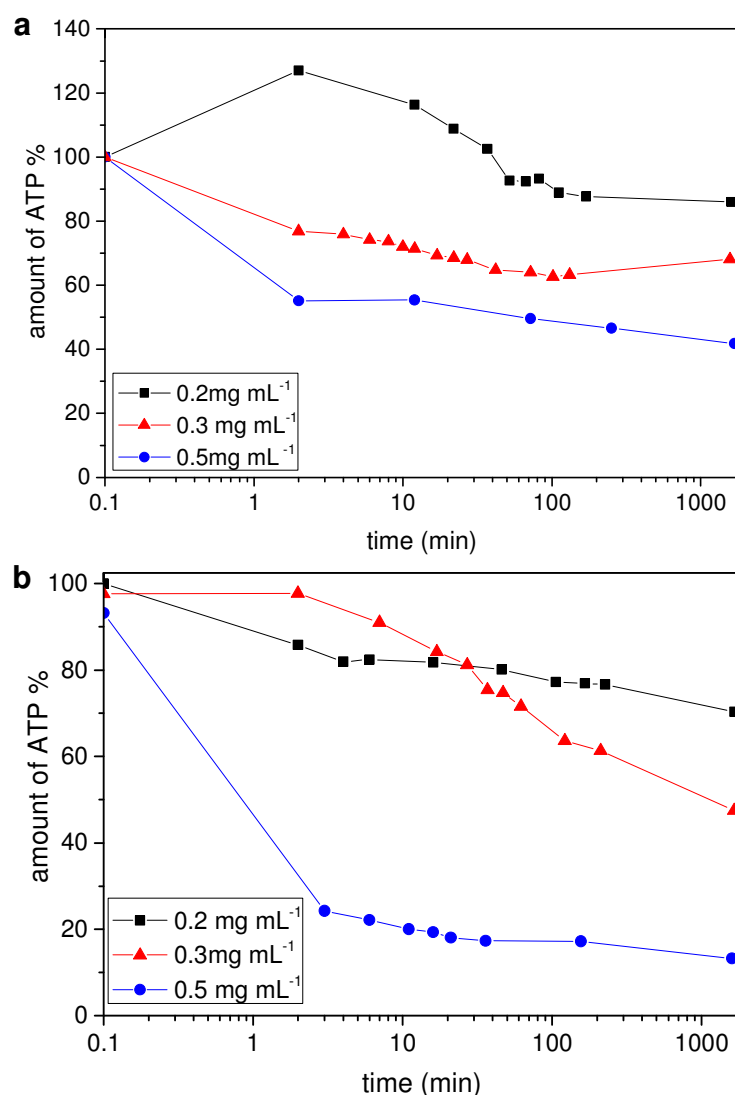 a
140
120
100
80
60
40
20
0
amount of ATP %
0.2mg mL⁻¹
0.3 mg mL⁻¹
0.5mg mL⁻¹
0.1 1 10 100 1000
time (min)
b
100
80
60
40
20
0
amount of ATP %
0.2 mg mL⁻¹
0.3mg mL⁻¹
0.5 mg mL⁻¹
0.1 1 10 100 1000
time (min)